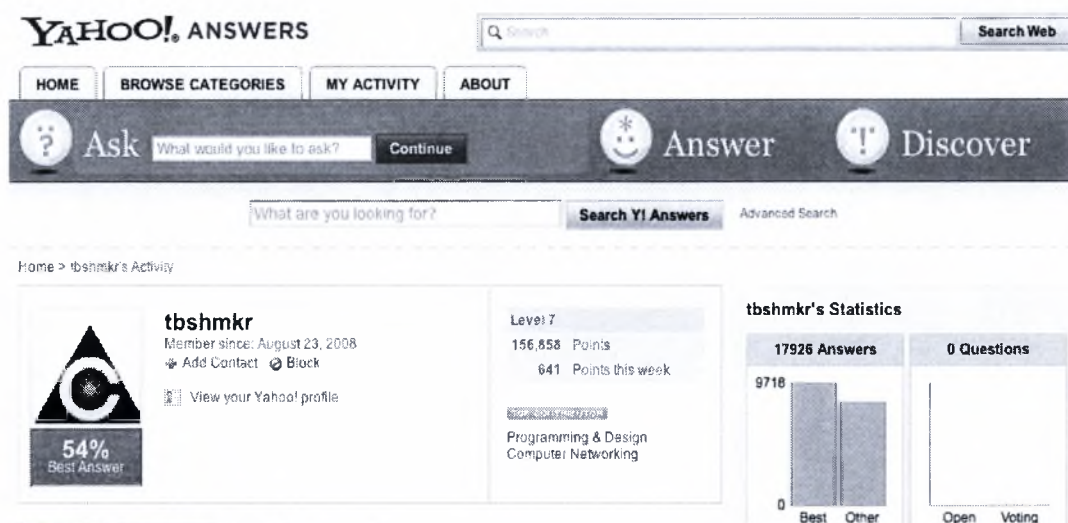 YAHOO!® ANSWERS
Search
Search Web
HOME
BROWSE CATEGORIES
MY ACTIVITY
ABOUT
?
Ask
What would you like to ask?
Continue
Answer
!
Discover
What are you looking for?
Search Y! Answers
Advanced Search
Home > tbshmkr's Activity
54%
Best Answer
tbshmkr
Member since: August 23, 2008
Add Contact
Block
View your Yahoo! profile
Level 7
156,858 Points
641 Points this week
TOP CONTRIBUTOR
Programming & Design
Computer Networking
tbshmkr's Statistics
17926 Answers
9718
0
Best Other
0 Questions
Open Voting